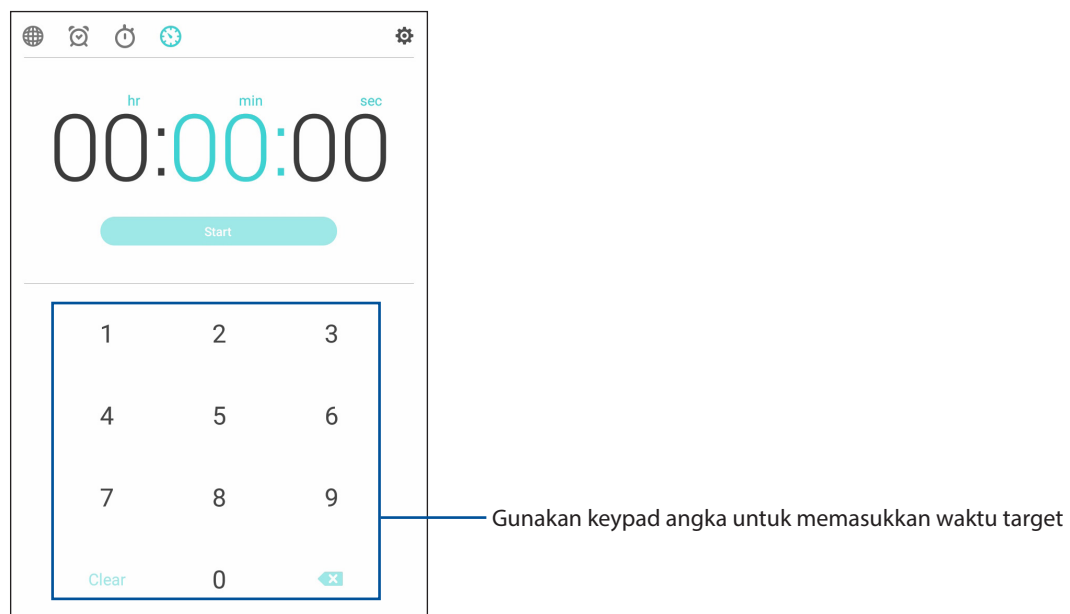 hr min sec
00:00:00
Start
1 2 3
4 5 6
7 8 9
Gunakan keypad angka untuk memasukkan waktu target
Clear 0